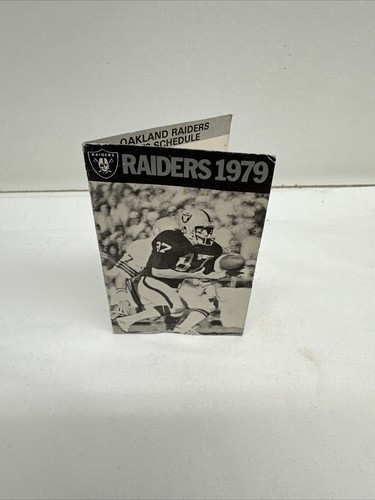 OAKLAND RAIDERS
SCHEDULE
RAIDERS
RAIDERS 1979
87